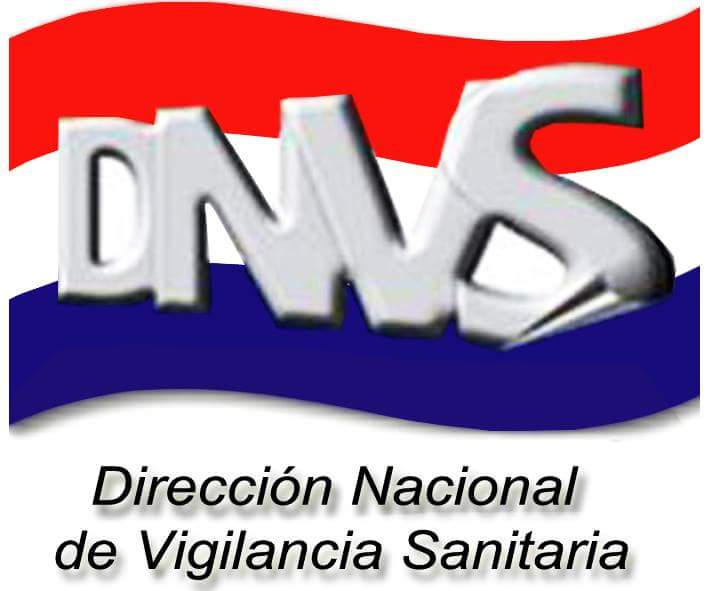 DNVS
Dirección Nacional
de Vigilancia Sanitaria